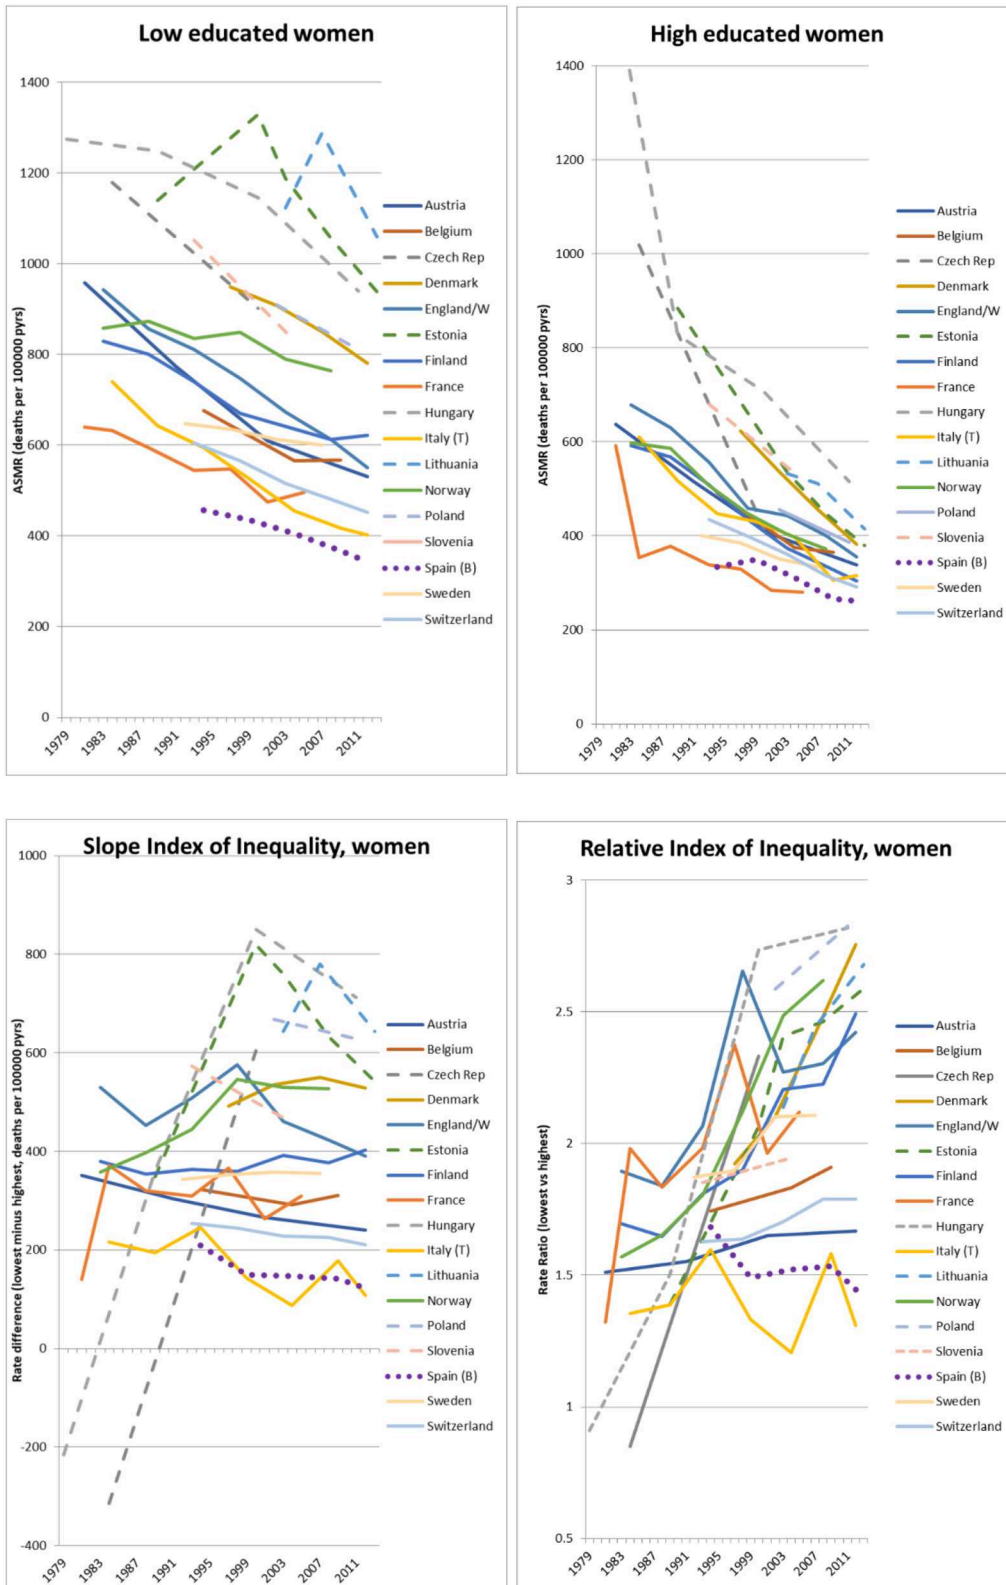 Low educated women
ASMR (deaths per 100000 pyrs)
1400
1200
1000
800
600
400
200
0
1979
1983
1987
1991
1995
1999
2003
2007
2011
Austria
Belgium
Czech Rep
Denmark
England/W
Estonia
Finland
France
Hungary
Italy (T)
Lithuania
Norway
Poland
Slovenia
Spain (B)
Sweden
Switzerland
High educated women
ASMR (deaths per 100000 pyrs)
1400
1200
1000
800
600
400
200
0
1979
1983
1987
1991
1995
1999
2003
2007
2011
Austria
Belgium
Czech Rep
Denmark
England/W
Estonia
Finland
France
Hungary
Italy (T)
Lithuania
Norway
Poland
Slovenia
Spain (B)
Sweden
Switzerland
Slope Index of Inequality, women
Rate difference (lowest minus highest, deaths per 100000 pyrs)
1000
800
600
400
200
0
-200
-400
1979
1983
1987
1991
1995
1999
2003
2007
2011
Austria
Belgium
Czech Rep
Denmark
England/W
Estonia
Finland
France
Hungary
Italy (T)
Lithuania
Norway
Poland
Slovenia
Spain (B)
Sweden
Switzerland
Relative Index of Inequality, women
Rate Ratio (lowest vs highest)
3
2.5
2
1.5
1
0.5
1979
1983
1987
1991
1995
1999
2003
2007
2011
Austria
Belgium
Czech Rep
Denmark
England/W
Estonia
Finland
France
Hungary
Italy (T)
Lithuania
Norway
Poland
Slovenia
Spain (B)
Sweden
Switzerland